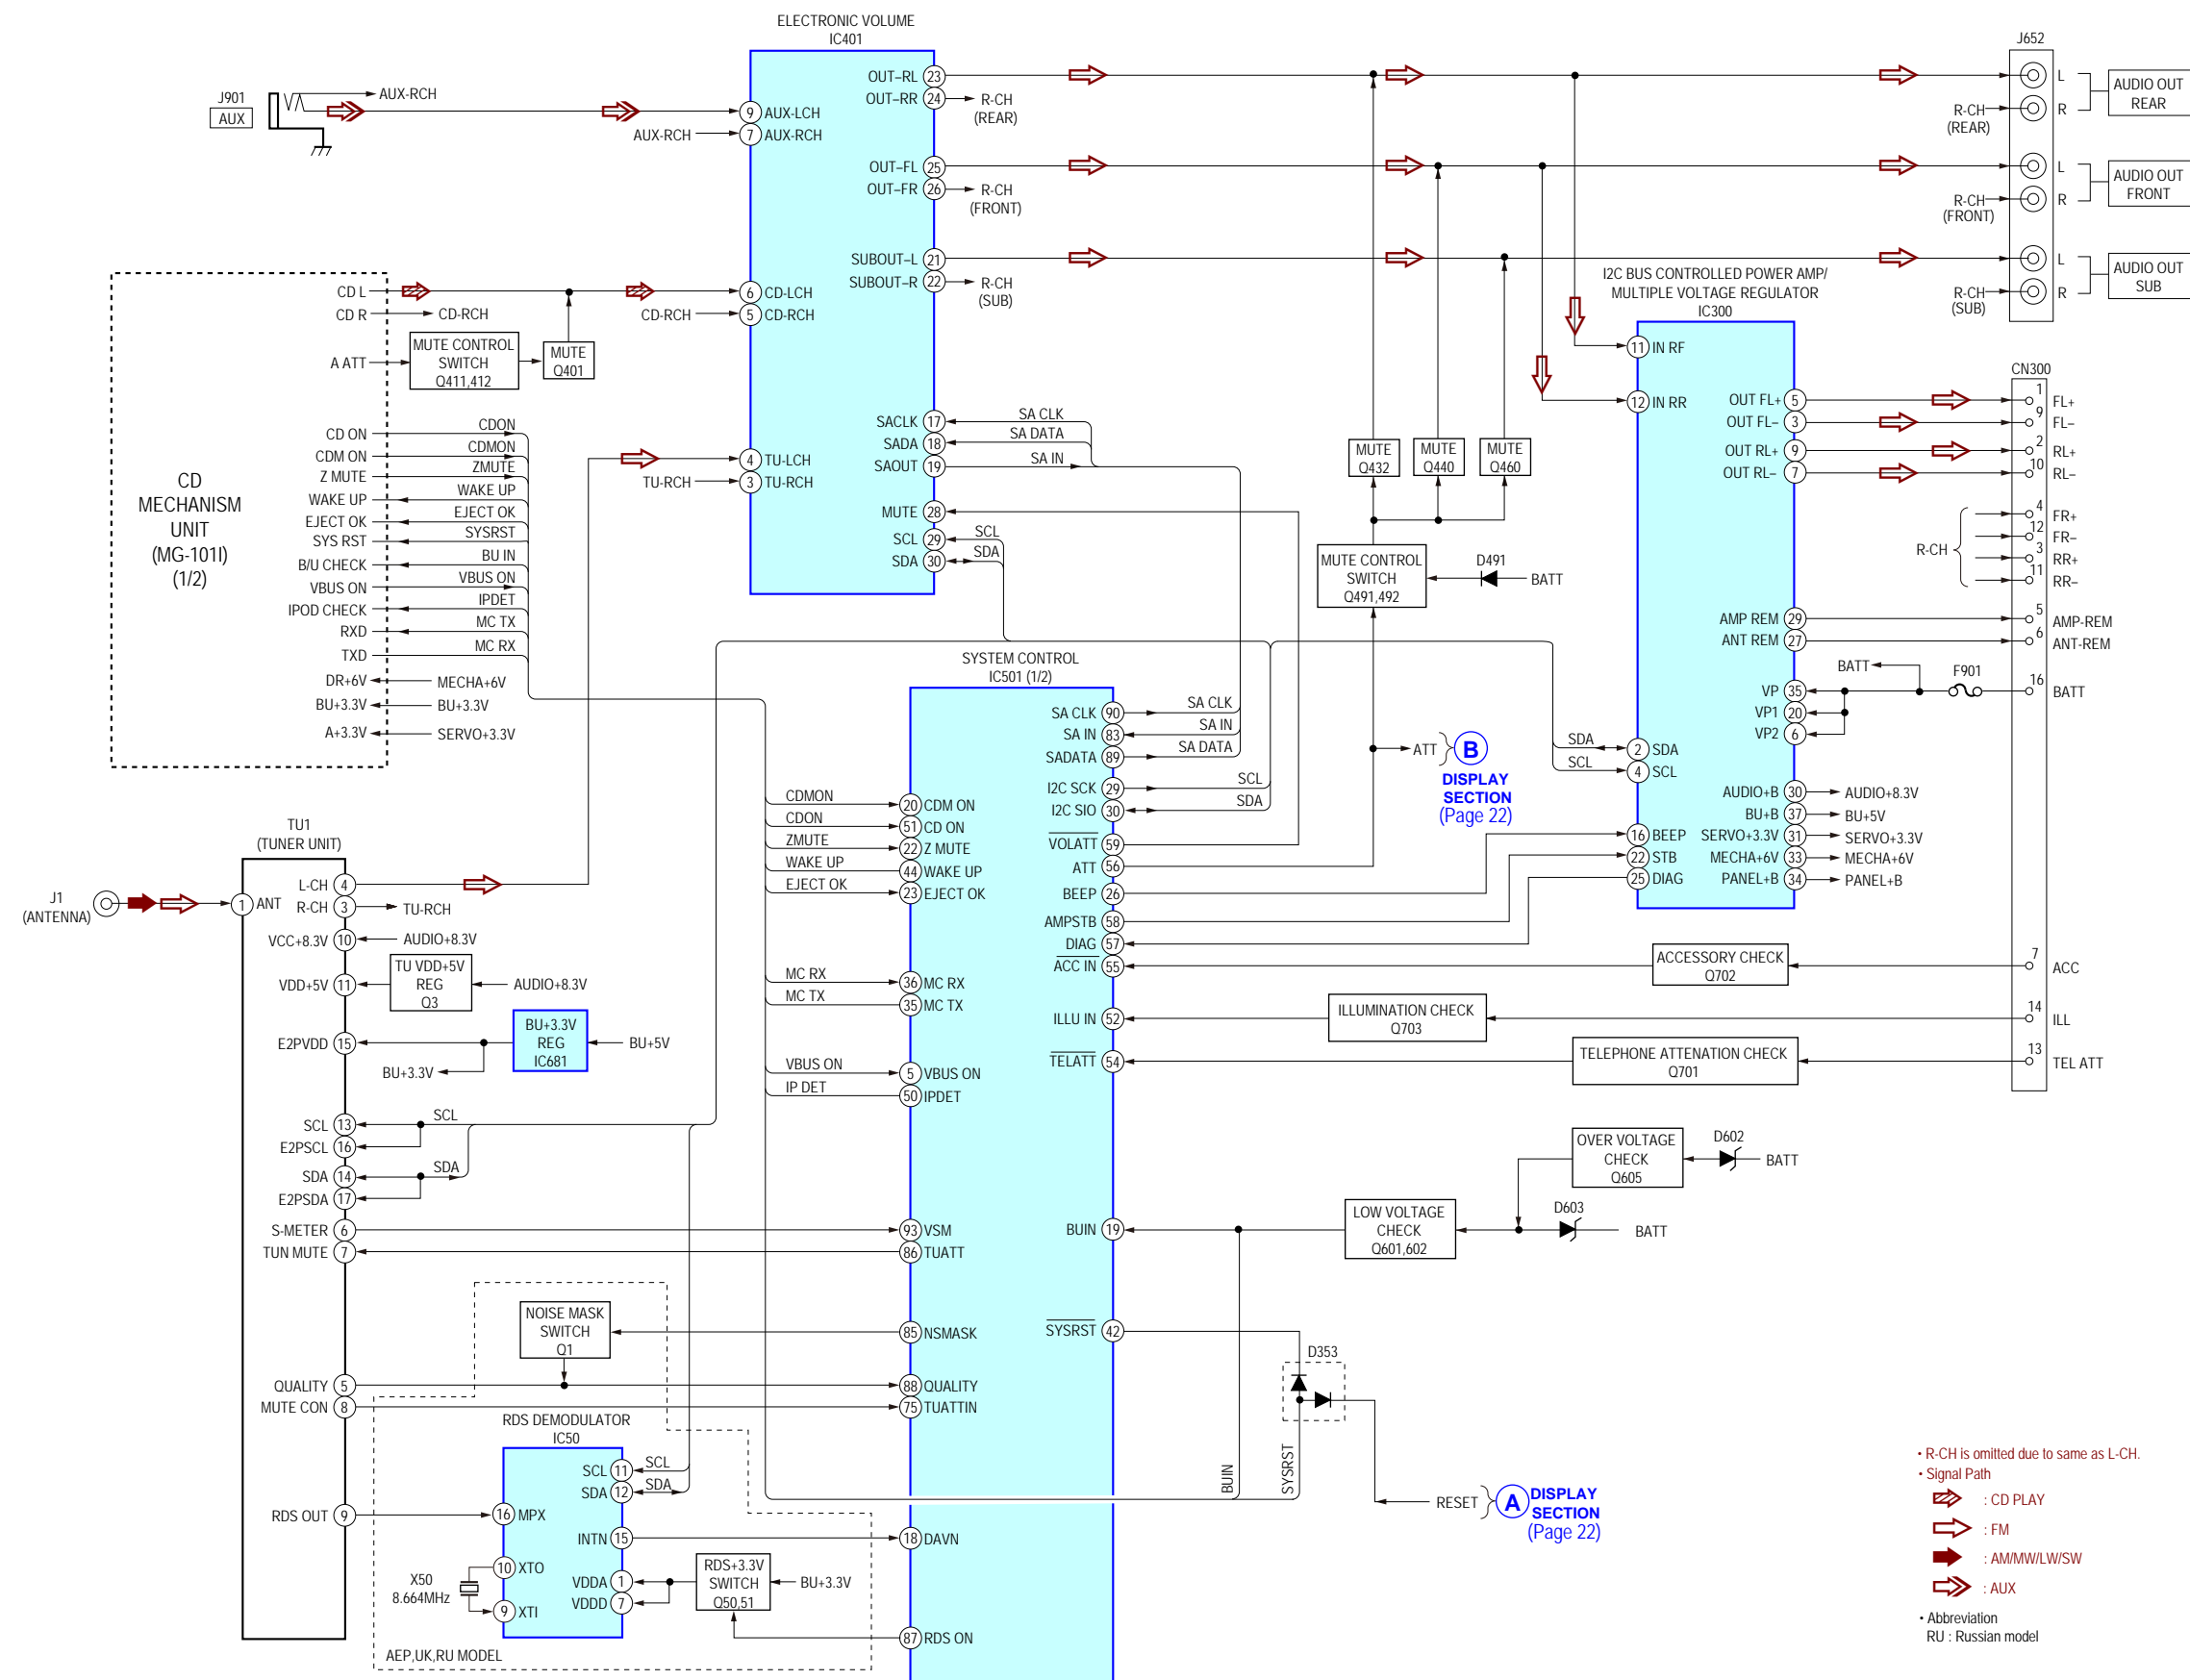 ELECTRONIC VOLUME
IC401
J901
AUX
AUX-RCH
AUX-RCH
9 AUX-LCH
7 AUX-RCH
6 CD-LCH
5 CD-RCH
4 TU-LCH
3 TU-RCH
OUT–RL 23
OUT–RR 24
R-CH
(REAR)
OUT–FL 25
OUT–FR 26
R-CH
(FRONT)
SUBOUT–L 21
SUBOUT–R 22
R-CH
(SUB)
SACLK 17 SA CLK
SADA 18 SA DATA
SAOUT 19 SA IN
MUTE 28
SCL 29 SCL
SDA 30 SDA
J652
L
R
R-CH
(REAR)
AUDIO OUT
REAR
L
R
R-CH
(FRONT)
AUDIO OUT
FRONT
L
R
R-CH
(SUB)
AUDIO OUT
SUB
CD
MECHANISM
UNIT
(MG-101I)
(1/2)
CD L
CD R
CD-RCH
CD-RCH
A ATT
MUTE CONTROL
SWITCH
Q411,412
MUTE
Q401
CD ON CDON
CDM ON CDMON
Z MUTE ZMUTE
WAKE UP WAKE UP
EJECT OK EJECT OK
SYS RST SYSRST
B/U CHECK BU IN
VBUS ON VBUS ON
IPOD CHECK IPDET
RXD MC TX
TXD MC RX
DR+6V MECHA+6V
BU+3.3V BU+3.3V
A+3.3V SERVO+3.3V
TU-RCH
MUTE
Q432
MUTE
Q440
MUTE
Q460
MUTE CONTROL
SWITCH
Q491,492
D491
BATT
ATT
B
DISPLAY
SECTION
(Page 22)
I2C BUS CONTROLLED POWER AMP/
MULTIPLE VOLTAGE REGULATOR
IC300
11 IN RF
12 IN RR
SDA 2 SDA
SCL 4 SCL
16 BEEP
22 STB
25 DIAG
OUT FL+ 5
OUT FL– 3
OUT RL+ 9
OUT RL– 7
AMP REM 29
ANT REM 27
VP 35
VP1 20
VP2 6
BATT
F901
AUDIO+B 30 AUDIO+8.3V
BU+B 37 BU+5V
SERVO+3.3V 31 SERVO+3.3V
MECHA+6V 33 MECHA+6V
PANEL+B 34 PANEL+B
CN300
1 FL+
9 FL–
2 RL+
10 RL–
R-CH
4 FR+
12 FR–
3 RR+
11 RR–
5 AMP-REM
6 ANT-REM
16 BATT
7 ACC
14 ILL
13 TEL ATT
SYSTEM CONTROL
IC501 (1/2)
SA CLK 90 SA CLK
SA IN 83 SA IN
SADATA 89 SA DATA
I2C SCK 29 SCL
I2C SIO 30 SDA
VOLATT 59
ATT 56
BEEP 26
AMPSTB 58
DIAG 57
ACC IN 55
ILLU IN 52
TELATT 54
BUIN 19
SYSRST 42
CDMON 20 CDM ON
CDON 51 CD ON
ZMUTE 22 Z MUTE
WAKE UP 44 WAKE UP
EJECT OK 23 EJECT OK
MC RX 36 MC RX
MC TX 35 MC TX
VBUS ON 5 VBUS ON
IP DET 50 IPDET
93 VSM
86 TUATT
85 NSMASK
88 QUALITY
75 TUATTIN
18 DAVN
87 RDS ON
ACCESSORY CHECK
Q702
ILLUMINATION CHECK
Q703
TELEPHONE ATTENATION CHECK
Q701
OVER VOLTAGE
CHECK
Q605
D602
BATT
LOW VOLTAGE
CHECK
Q601,602
D603
BATT
D353
BUIN
SYSRST
RESET
A
DISPLAY
SECTION
(Page 22)
TU1
(TUNER UNIT)
J1
(ANTENNA)
1 ANT
L-CH 4
R-CH 3 TU-RCH
VCC+8.3V 10 AUDIO+8.3V
VDD+5V 11
TU VDD+5V
REG
Q3
AUDIO+8.3V
E2PVDD 15
BU+3.3V
REG
IC681
BU+5V
BU+3.3V
SCL 13 SCL
E2PSCL 16
SDA 14 SDA
E2PSDA 17
S-METER 6
TUN MUTE 7
NOISE MASK
SWITCH
Q1
QUALITY 5
MUTE CON 8
RDS OUT 9
RDS DEMODULATOR
IC50
SCL 11 SCL
SDA 12 SDA
16 MPX
INTN 15
10 XTO
9 XTI
VDDA 1
VDDD 7
X50
8.664MHz
RDS+3.3V
SWITCH
Q50,51
BU+3.3V
AEP,UK,RU MODEL
• R-CH is omitted due to same as L-CH.
• Signal Path
: CD PLAY
: FM
: AM/MW/LW/SW
: AUX
• Abbreviation
RU : Russian model